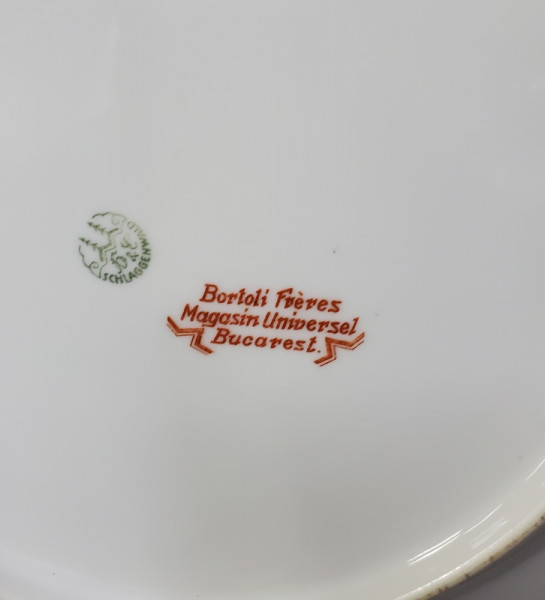 SCHLAGGENWALD
Bortoli Frères
Magasin Universel
Bucarest.